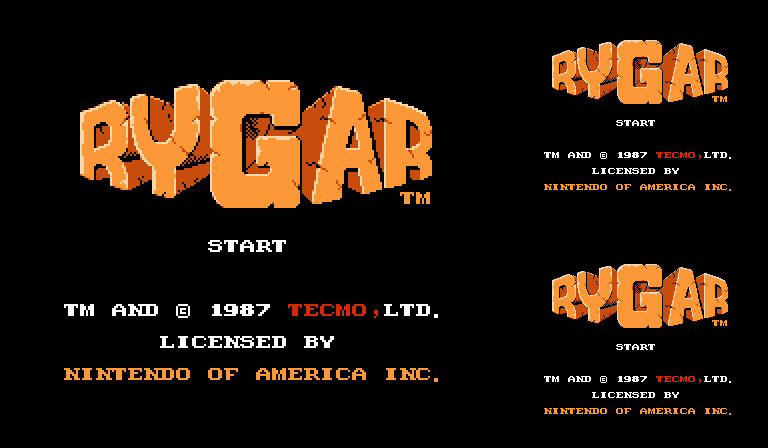 RYGAR
TM
START
TM AND © 1987 TECMO,LTD.
LICENSED BY
NINTENDO OF AMERICA INC.
RYGAR
TM
START
TM AND © 1987 TECMO,LTD.
LICENSED BY
NINTENDO OF AMERICA INC.
RYGAR
TM
START
TM AND © 1987 TECMO,LTD.
LICENSED BY
NINTENDO OF AMERICA INC.